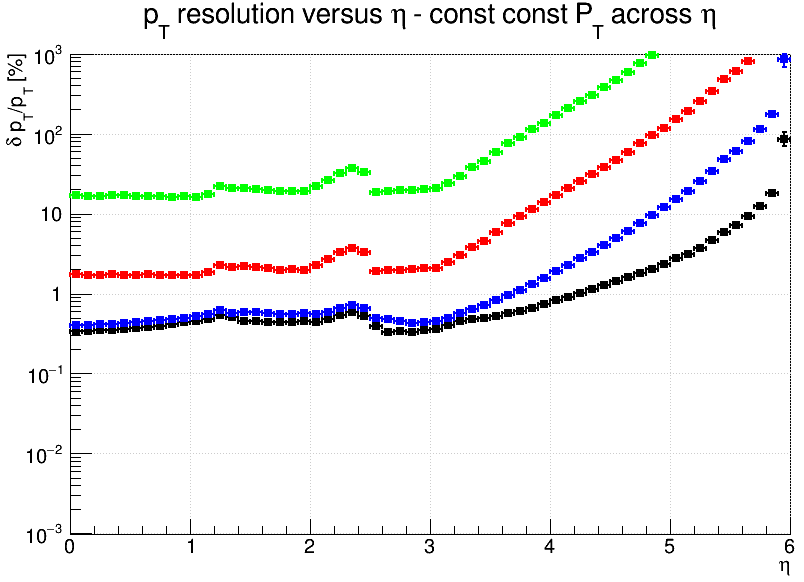 p_T resolution versus η - const const P_T across η
δ p_T/p_T [%]
10^3
10^2
10
1
10^−1
10^−2
10^−3
0 1 2 3 4 5 6
η